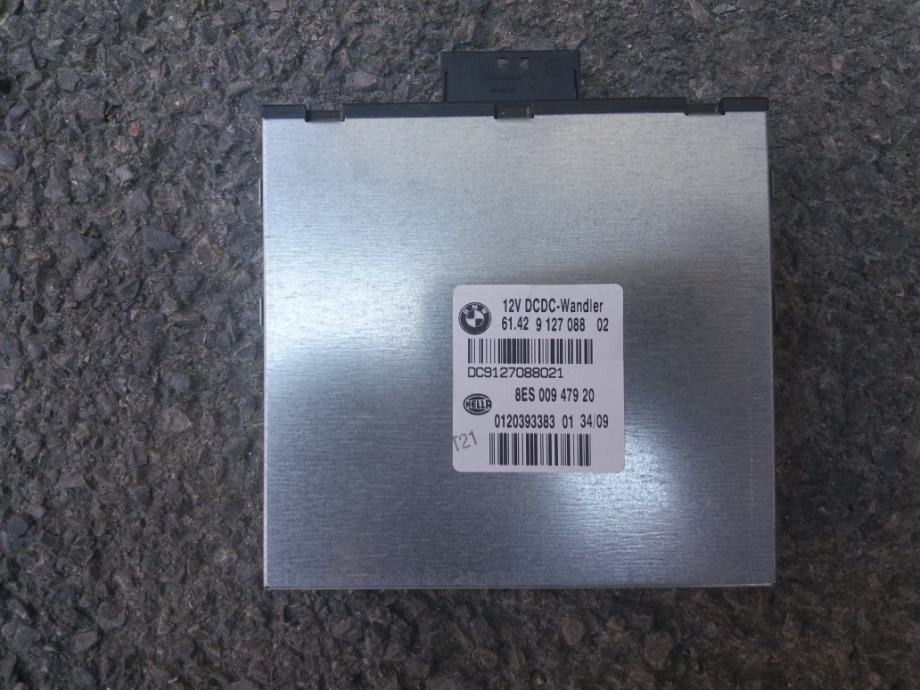 BMW
12V DCDC-Wandler
61.42 9 127 088 02
DC9127088021
8ES 009 479 20
HELLA
0120393383 01 34/09
T21